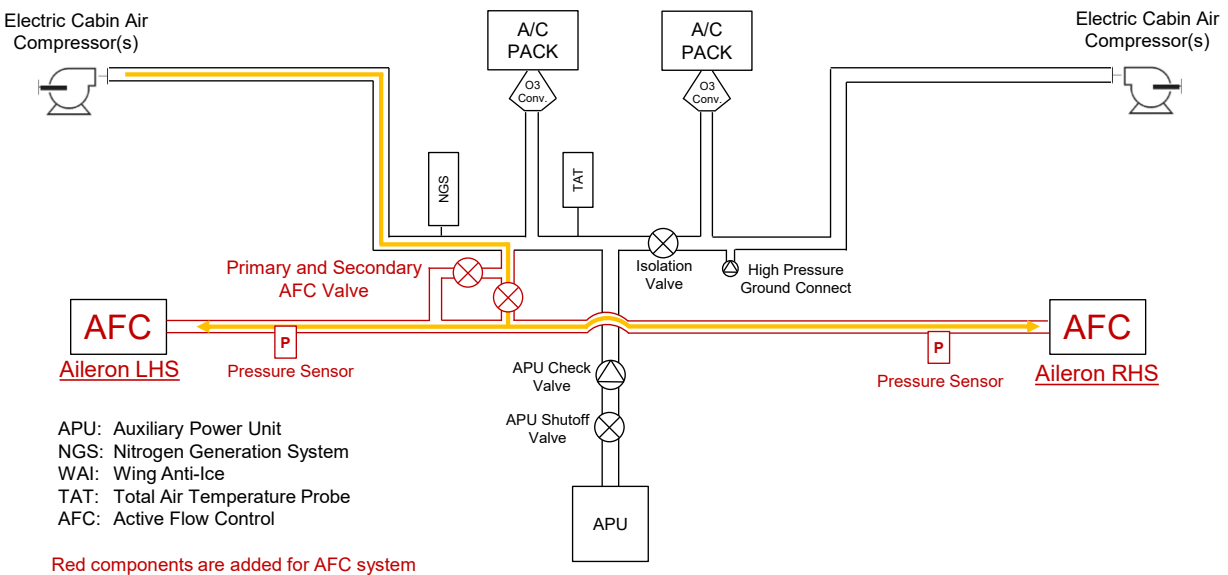 Electric Cabin Air
Compressor(s)
A/C
PACK
A/C
PACK
Electric Cabin Air
Compressor(s)
O3
Conv.
O3
Conv.
NGS
TAT
Primary and Secondary
AFC Valve
Isolation
Valve
High Pressure
Ground Connect
AFC
AFC
P
P
Aileron LHS
Pressure Sensor
Pressure Sensor
Aileron RHS
APU Check
Valve
APU Shutoff
Valve
APU: Auxiliary Power Unit
NGS: Nitrogen Generation System
WAI: Wing Anti-Ice
TAT: Total Air Temperature Probe
AFC: Active Flow Control
APU
Red components are added for AFC system